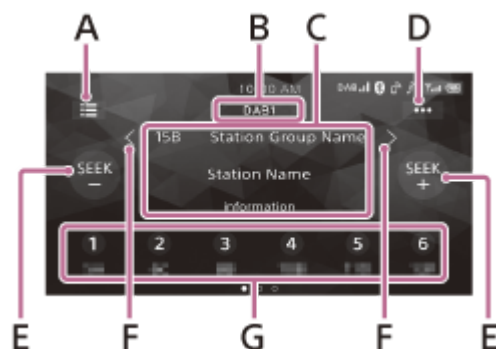 A B C D
10:00 AM DAB
DAB1
15B Station Group Name
SEEK
−
Station Name
SEEK
+
information
1 2 3 4 5 6
E F G F E